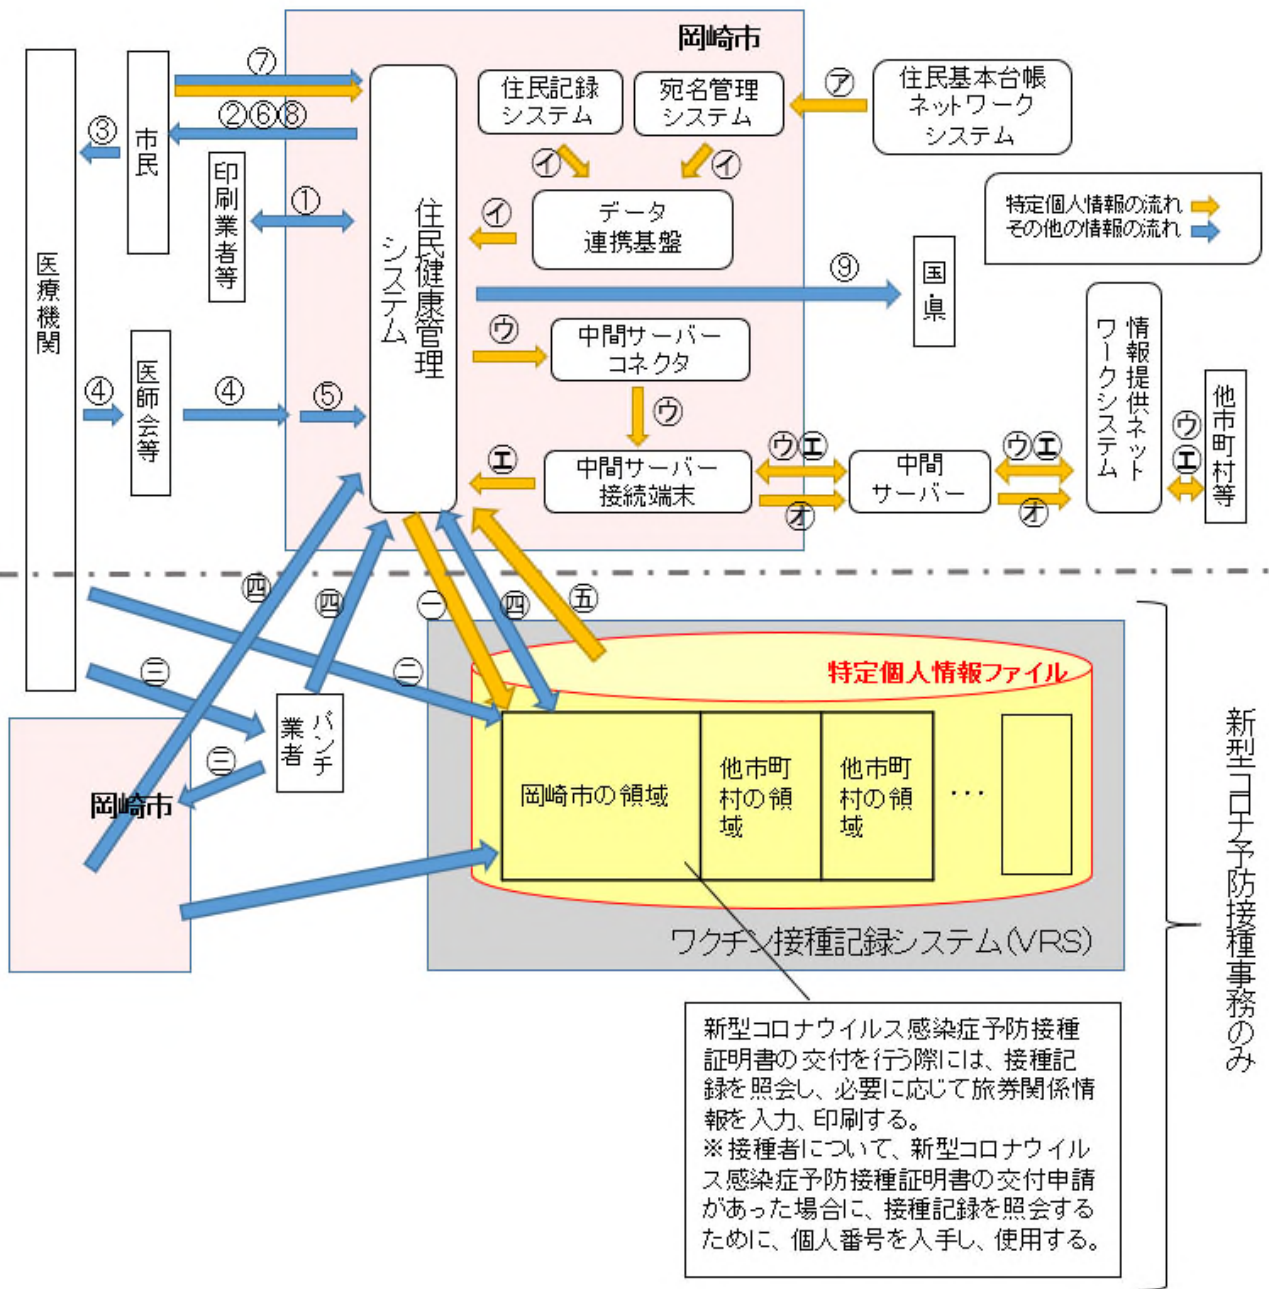 岡崎市
⑦
②⑥⑧
③
市民
印刷業者等
①
医療機関
医師会等
④
④
⑤
住民健康管理
システム
住民記録
システム
宛名管理
システム
㋐
住民基本台帳
ネットワーク
システム
㋑
㋑
㋑
データ
連携基盤
特定個人情報の流れ
その他の情報の流れ
⑨
国・県
㋒
中間サーバー
コネクタ
㋒
㋓
中間サーバー
接続端末
㋒㋓
㋔
中間
サーバー
㋒㋓
㋔
情報提供ネット
ワークシステム
㋒
㋓
他市町村等
㊃
㊃
㊀
㊃
㊄
㊁
㊂
㊂
パンチ
業者
岡崎市
特定個人情報ファイル
岡崎市の領域
他市町
村の領
域
他市町
村の領
域
…
ワクチン接種記録システム(VRS)
新型コロナ予防接種事務のみ
新型コロナウイルス感染症予防接種
証明書の交付を行う際には、接種記
録を照会し、必要に応じて旅券関係情
報を入力、印刷する。
※接種者について、新型コロナウイル
ス感染症予防接種証明書の交付申請
があった場合に、接種記録を照会する
ために、個人番号を入手し、使用する。